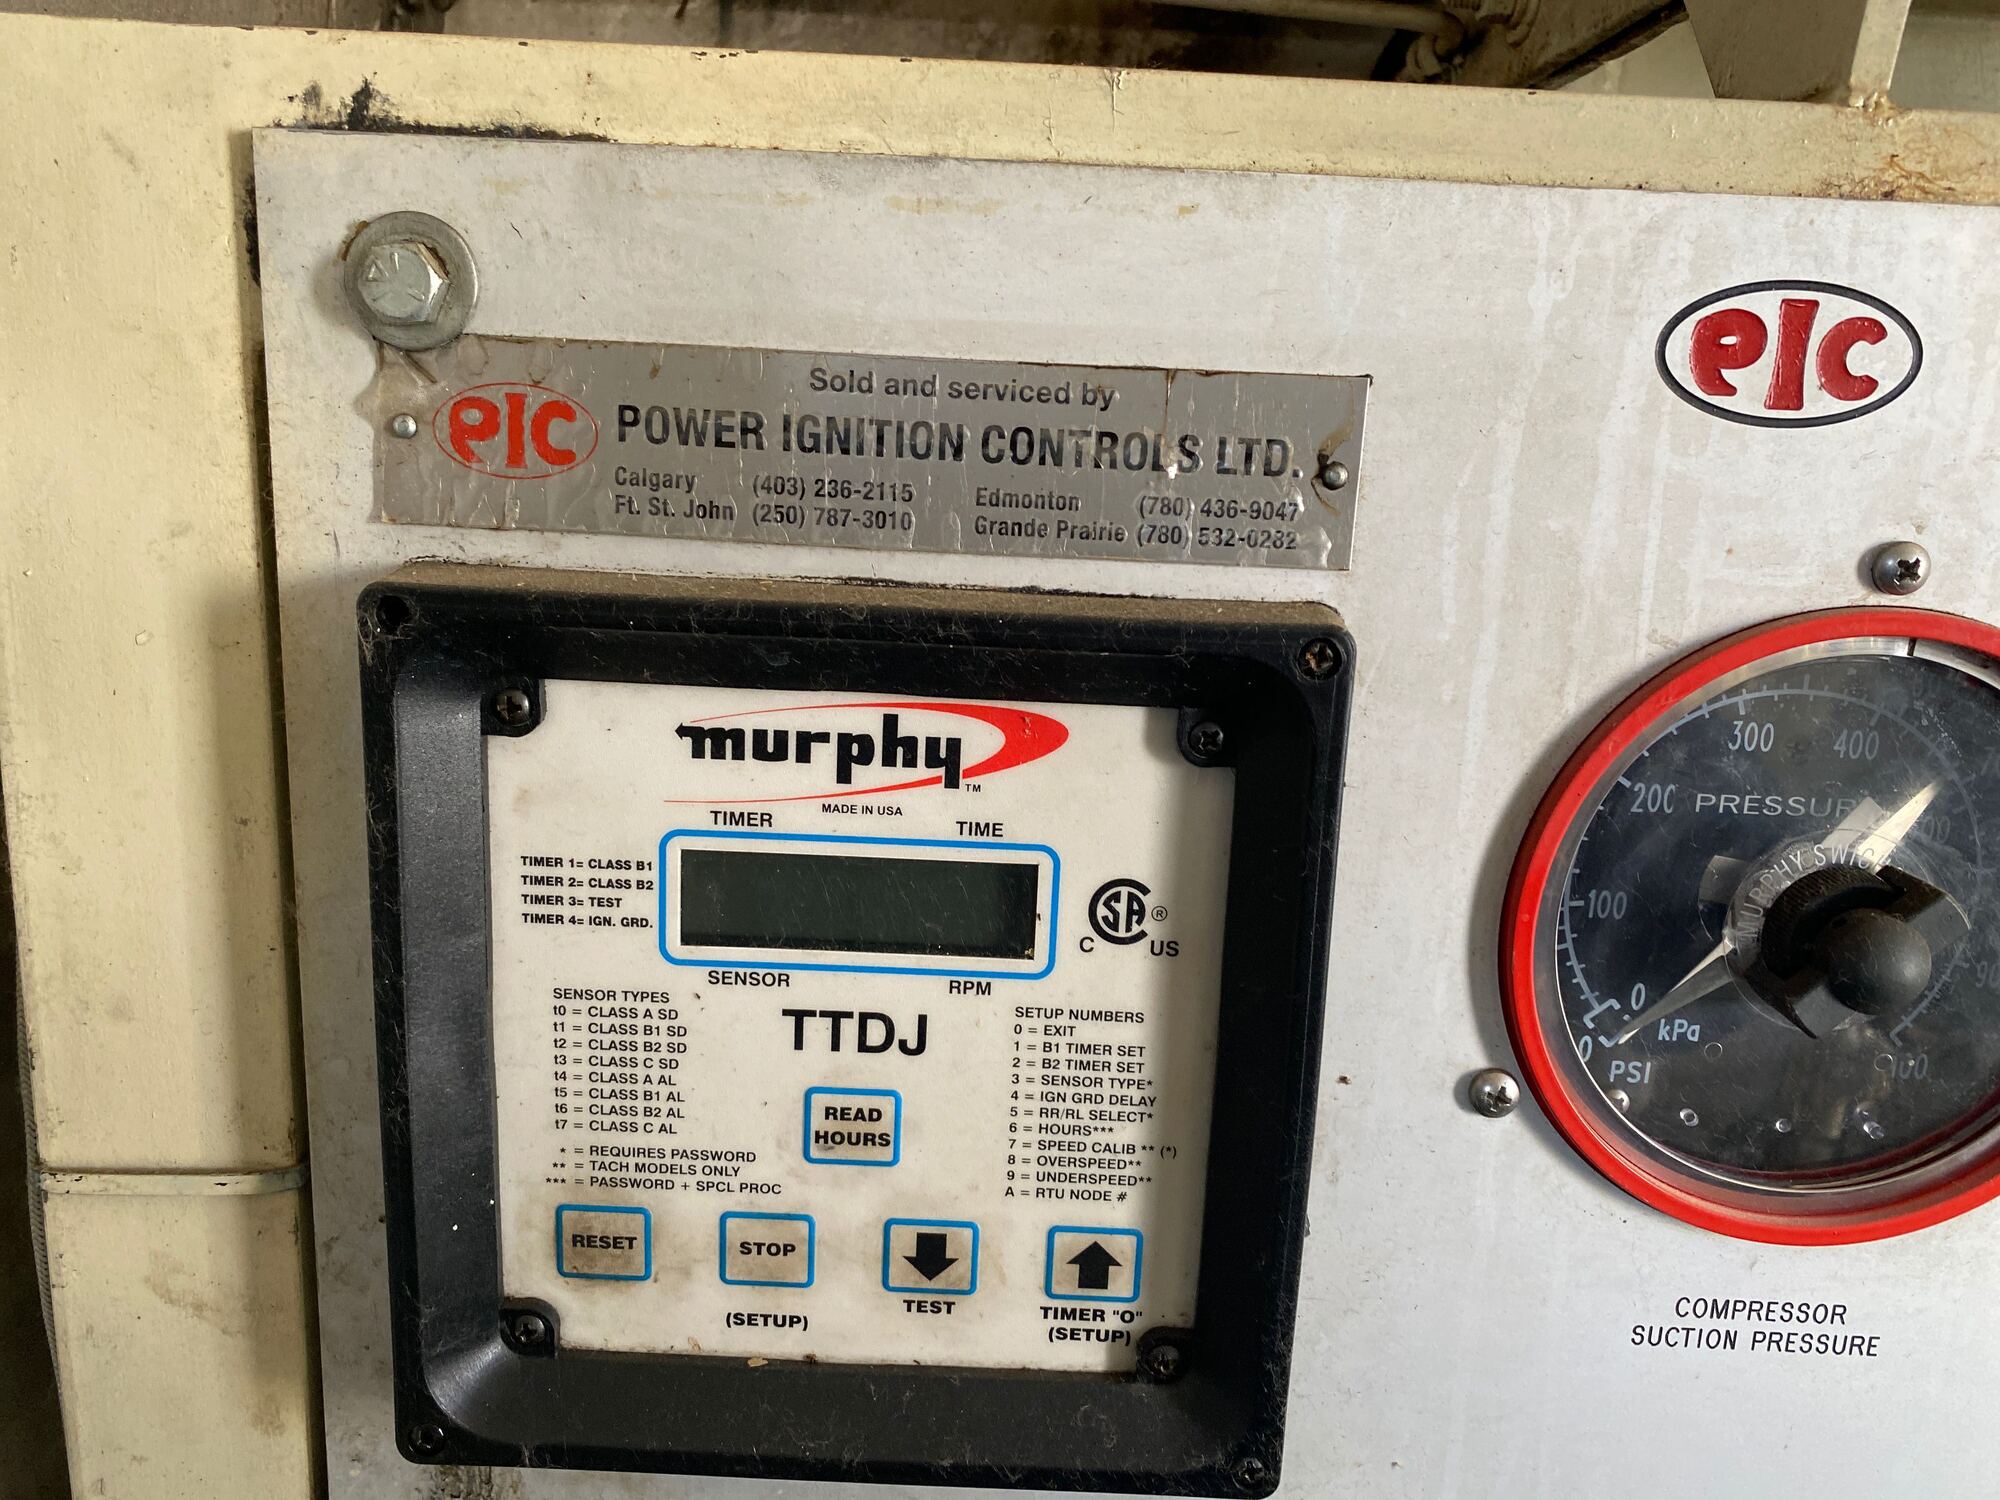 PIC
Sold and serviced by
PIC POWER IGNITION CONTROLS LTD.
Calgary (403) 236-2115 Edmonton (780) 436-9047
Ft. St. John (250) 787-3010 Grande Prairie (780) 532-0282
murphy™
MADE IN USA
TIMER TIME
TIMER 1= CLASS B1
TIMER 2= CLASS B2
TIMER 3= TEST
TIMER 4= IGN. GRD.
CSA®
C US
SENSOR RPM
TTDJ
SENSOR TYPES
t0 = CLASS A SD
t1 = CLASS B1 SD
t2 = CLASS B2 SD
t3 = CLASS C SD
t4 = CLASS A AL
t5 = CLASS B1 AL
t6 = CLASS B2 AL
t7 = CLASS C AL
* = REQUIRES PASSWORD
** = TACH MODELS ONLY
*** = PASSWORD + SPCL PROC
READ
HOURS
SETUP NUMBERS
0 = EXIT
1 = B1 TIMER SET
2 = B2 TIMER SET
3 = SENSOR TYPE*
4 = IGN GRD DELAY
5 = RR/RL SELECT*
6 = HOURS***
7 = SPEED CALIB ** (*)
8 = OVERSPEED**
9 = UNDERSPEED**
A = RTU NODE #
RESET
STOP
(SETUP)
TEST
TIMER "O"
(SETUP)
300 400
200 PRESSURE
MURPHY SWICH
100
0
kPa
0
PSI
100
COMPRESSOR
SUCTION PRESSURE